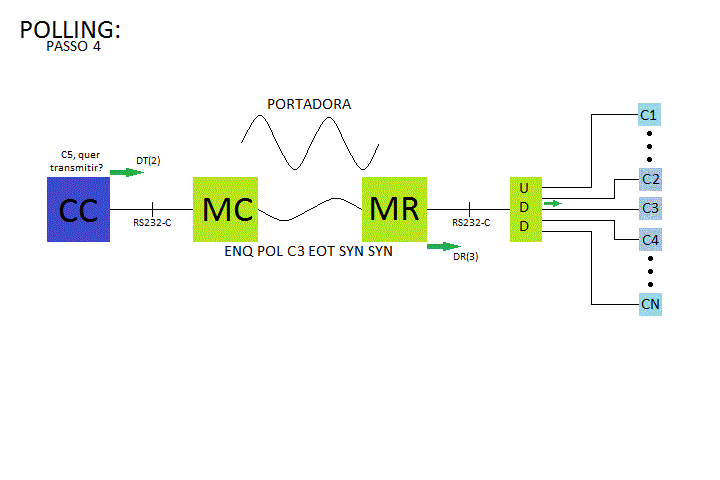 POLLING:
PASSO 4
PORTADORA
C5, quer
transmitir?
DT(2)
CC
RS232-C
MC
MR
RS232-C
U
D
D
C1
C2
C3
C4
CN
ENQ POL C3 EOT SYN SYN
DR(3)